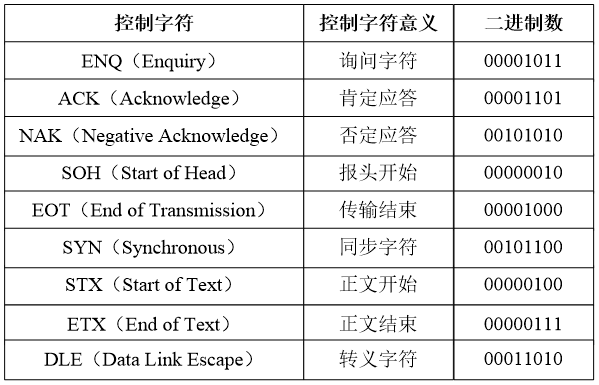 控制字符 控制字符意义 二进制数
ENQ（Enquiry） 询问字符 00001011
ACK（Acknowledge） 肯定应答 00001101
NAK（Negative Acknowledge） 否定应答 00101010
SOH（Start of Head） 报头开始 00000010
EOT（End of Transmission） 传输结束 00001000
SYN（Synchronous） 同步字符 00101100
STX（Start of Text） 正文开始 00000100
ETX（End of Text） 正文结束 00000111
DLE（Data Link Escape） 转义字符 00011010